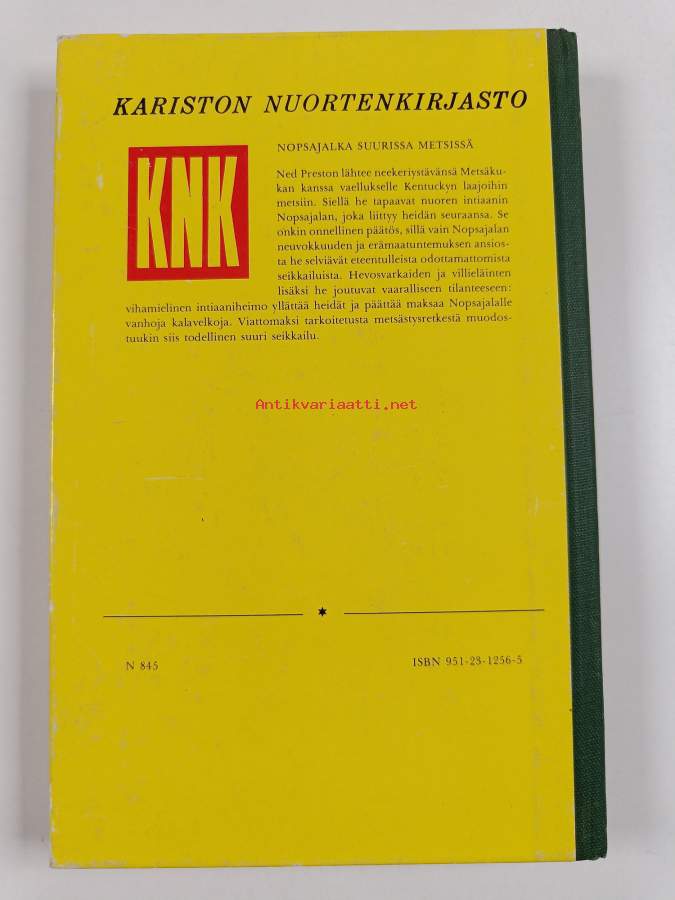 KARISTON NUORTENKIRJASTO
KNK
NOPSAJALKA SUURISSA METSISSÄ
Ned Preston lähtee neekeriystävänsä Metsäku-
kan kanssa vaellukselle Kentuckyn laajoihin
metsiin. Siellä he tapaavat nuoren intiaanin
Nopsajalan, joka liittyy heidän seuraansa. Se
onkin onnellinen päätös, sillä vain Nopsajalan
neuvokkuuden ja erämaatuntemuksen ansios-
ta he selviävät eteentulleista odottamattomista
seikkailuista. Hevosvarkaiden ja villieläinten
lisäksi he joutuvat vaaralliseen tilanteeseen:
vihamielinen intiaaniheimo yllättää heidät ja päättää maksaa Nopsajalalle
vanhoja kalavelkoja. Viattomaksi tarkoitetusta metsästysretkestä muodos-
tuukin siis todellinen suuri seikkailu.
Antikvariaatti.net
N 845
ISBN 951-23-1256-5